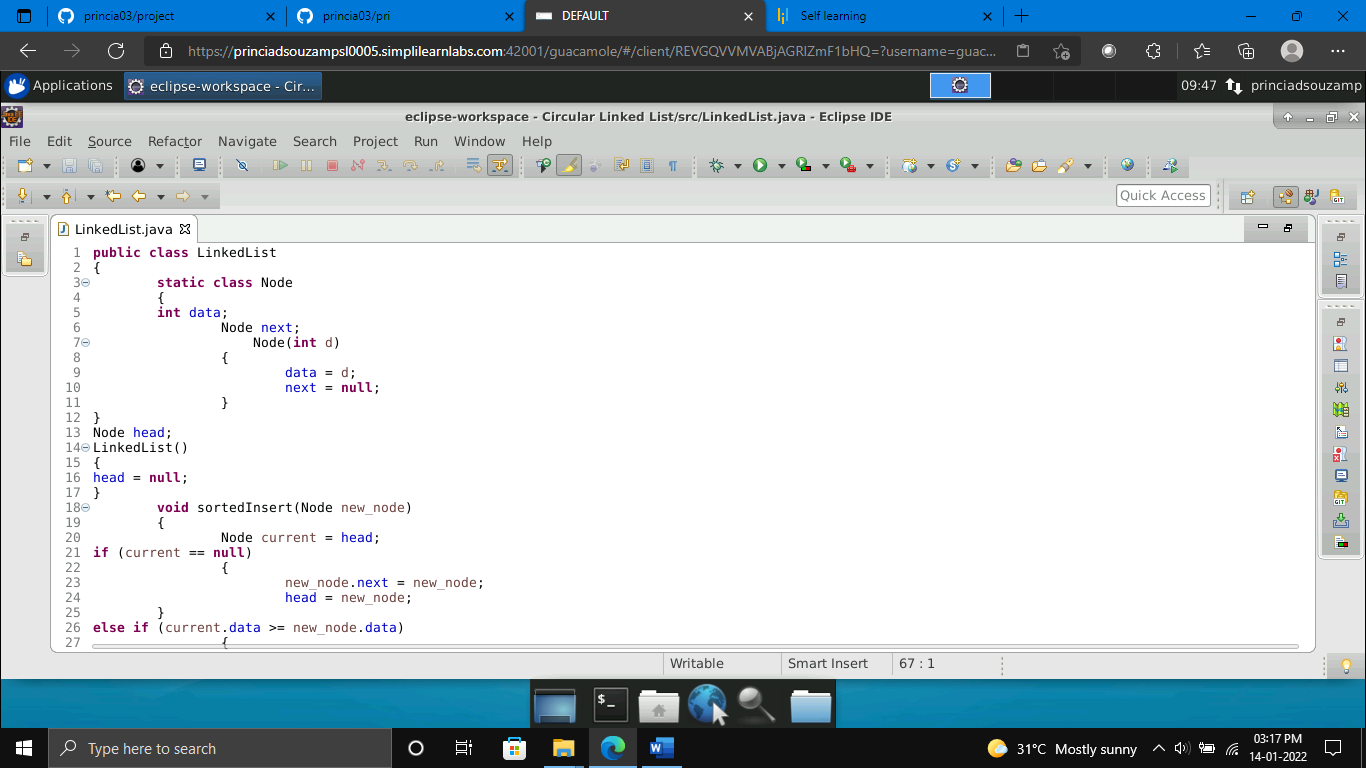 princia03/project
princia03/pri
DEFAULT
Self learning
https://princiadsouzampsl0005.simplilearnlabs.com:42001/guacamole/#/client/REVGQVVMVABjAGRlZmF1bHQ=?username=guac...
Applications
eclipse-workspace - Cir...
09:47
princiadsouzamp
eclipse-workspace - Circular Linked List/src/LinkedList.java - Eclipse IDE
File Edit Source Refactor Navigate Search Project Run Window Help
Quick Access
LinkedList.java
1 public class LinkedList
2 {
3 static class Node
4 {
5 int data;
6 Node next;
7 Node(int d)
8 {
9 data = d;
10 next = null;
11 }
12 }
13 Node head;
14 LinkedList()
15 {
16 head = null;
17 }
18 void sortedInsert(Node new_node)
19 {
20 Node current = head;
21 if (current == null)
22 {
23 new_node.next = new_node;
24 head = new_node;
25 }
26 else if (current.data >= new_node.data)
27 {
Writable Smart Insert 67 : 1
Type here to search
31°C Mostly sunny
03:17 PM
14-01-2022